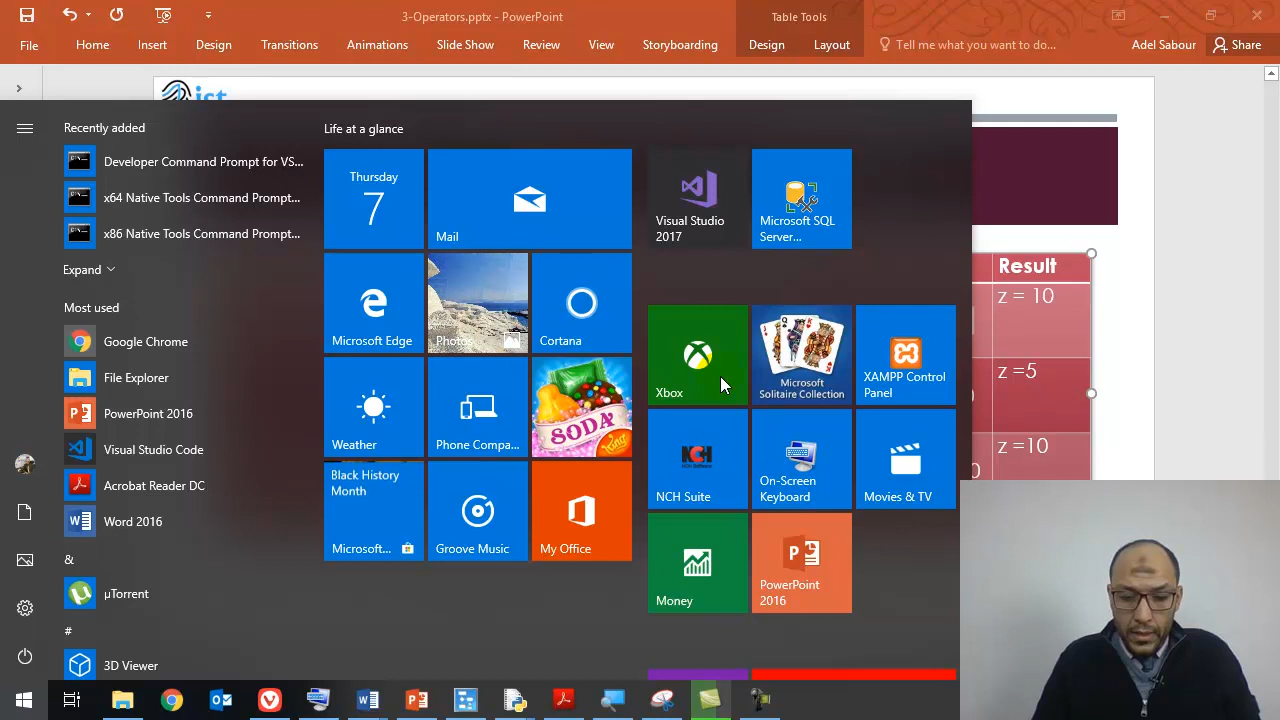 3-Operators.pptx - PowerPoint
Table Tools
File
Home
Insert
Design
Transitions
Animations
Slide Show
Review
View
Storyboarding
Design
Layout
Tell me what you want to do...
Adel Sabour
Share
ict
Recently added
Developer Command Prompt for VS...
x64 Native Tools Command Prompt...
x86 Native Tools Command Prompt...
Expand
Most used
Google Chrome
File Explorer
PowerPoint 2016
Visual Studio Code
Acrobat Reader DC
Word 2016
&
µTorrent
#
3D Viewer
Life at a glance
Thursday
7
Mail
Microsoft Edge
Photos
Cortana
Weather
Phone Compa...
SODA
King
Black History
Month
Microsoft...
Groove Music
My Office
Visual Studio
2017
Microsoft SQL
Server...
Xbox
Microsoft
Solitaire Collection
XAMPP Control
Panel
NCH Software
NCH Suite
On-Screen
Keyboard
Movies & TV
Money
PowerPoint
2016
Result
z = 10
z =5
z =10
0